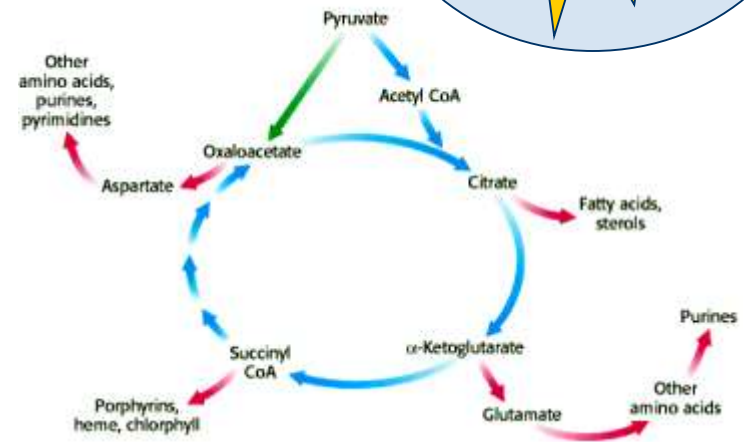 Pyruvate
Other
amino acids,
purines,
pyrimidines
Acetyl CoA
Oxaloacetate
Aspartate
Citrate
Fatty acids,
sterols
Purines
α-Ketoglutarate
Succinyl
CoA
Other
amino acids
Porphyrins,
heme, chlorphyll
Glutamate